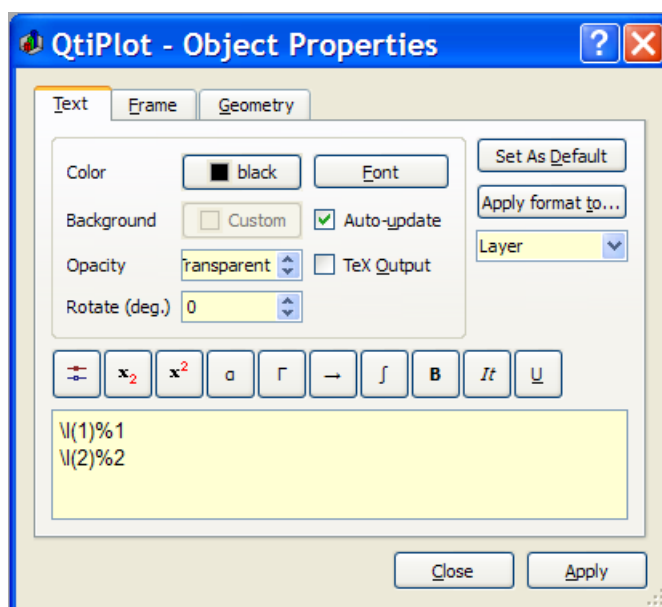 QtiPlot - Object Properties ?
Text Frame Geometry
Color black Font
Set As Default
Background Custom Auto-update
Apply format to...
Opacity Transparent TeX Output
Layer
Rotate (deg.) 0
x₂ x² α Γ → ∫ B It U
\l(1)%1
\l(2)%2
Close Apply